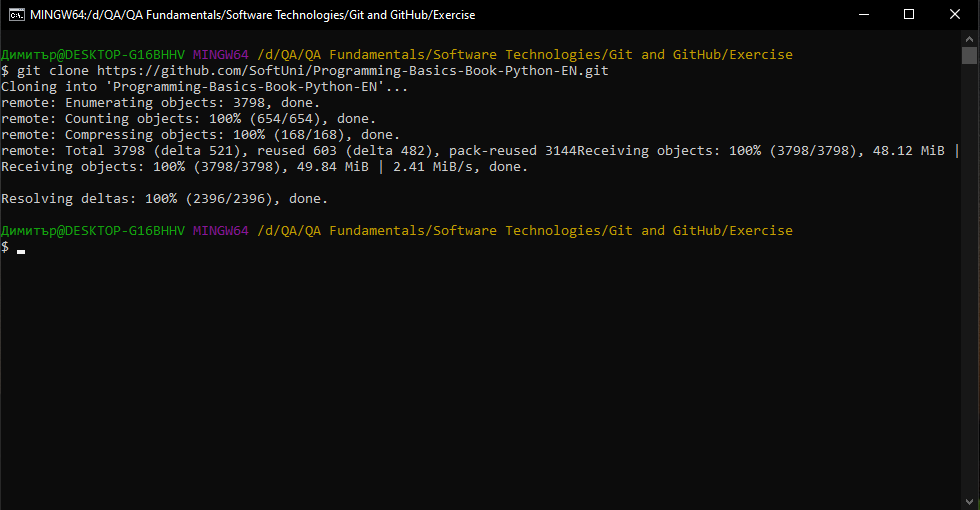 MINGW64:/d/QA/QA Fundamentals/Software Technologies/Git and GitHub/Exercise
Димитър@DESKTOP-G16BHHV MINGW64 /d/QA/QA Fundamentals/Software Technologies/Git and GitHub/Exercise
$ git clone https://github.com/SoftUni/Programming-Basics-Book-Python-EN.git
Cloning into 'Programming-Basics-Book-Python-EN'...
remote: Enumerating objects: 3798, done.
remote: Counting objects: 100% (654/654), done.
remote: Compressing objects: 100% (168/168), done.
remote: Total 3798 (delta 521), reused 603 (delta 482), pack-reused 3144Receiving objects: 100% (3798/3798), 48.12 MiB |
Receiving objects: 100% (3798/3798), 49.84 MiB | 2.41 MiB/s, done.
Resolving deltas: 100% (2396/2396), done.
Димитър@DESKTOP-G16BHHV MINGW64 /d/QA/QA Fundamentals/Software Technologies/Git and GitHub/Exercise
$